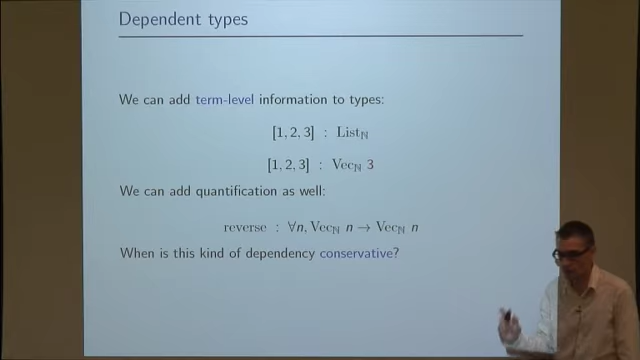 Dependent types
We can add term-level information to types:
[1, 2, 3] : List_ℕ
[1, 2, 3] : Vec_ℕ 3
We can add quantification as well:
reverse : ∀n, Vec_ℕ n → Vec_ℕ n
When is this kind of dependency conservative?